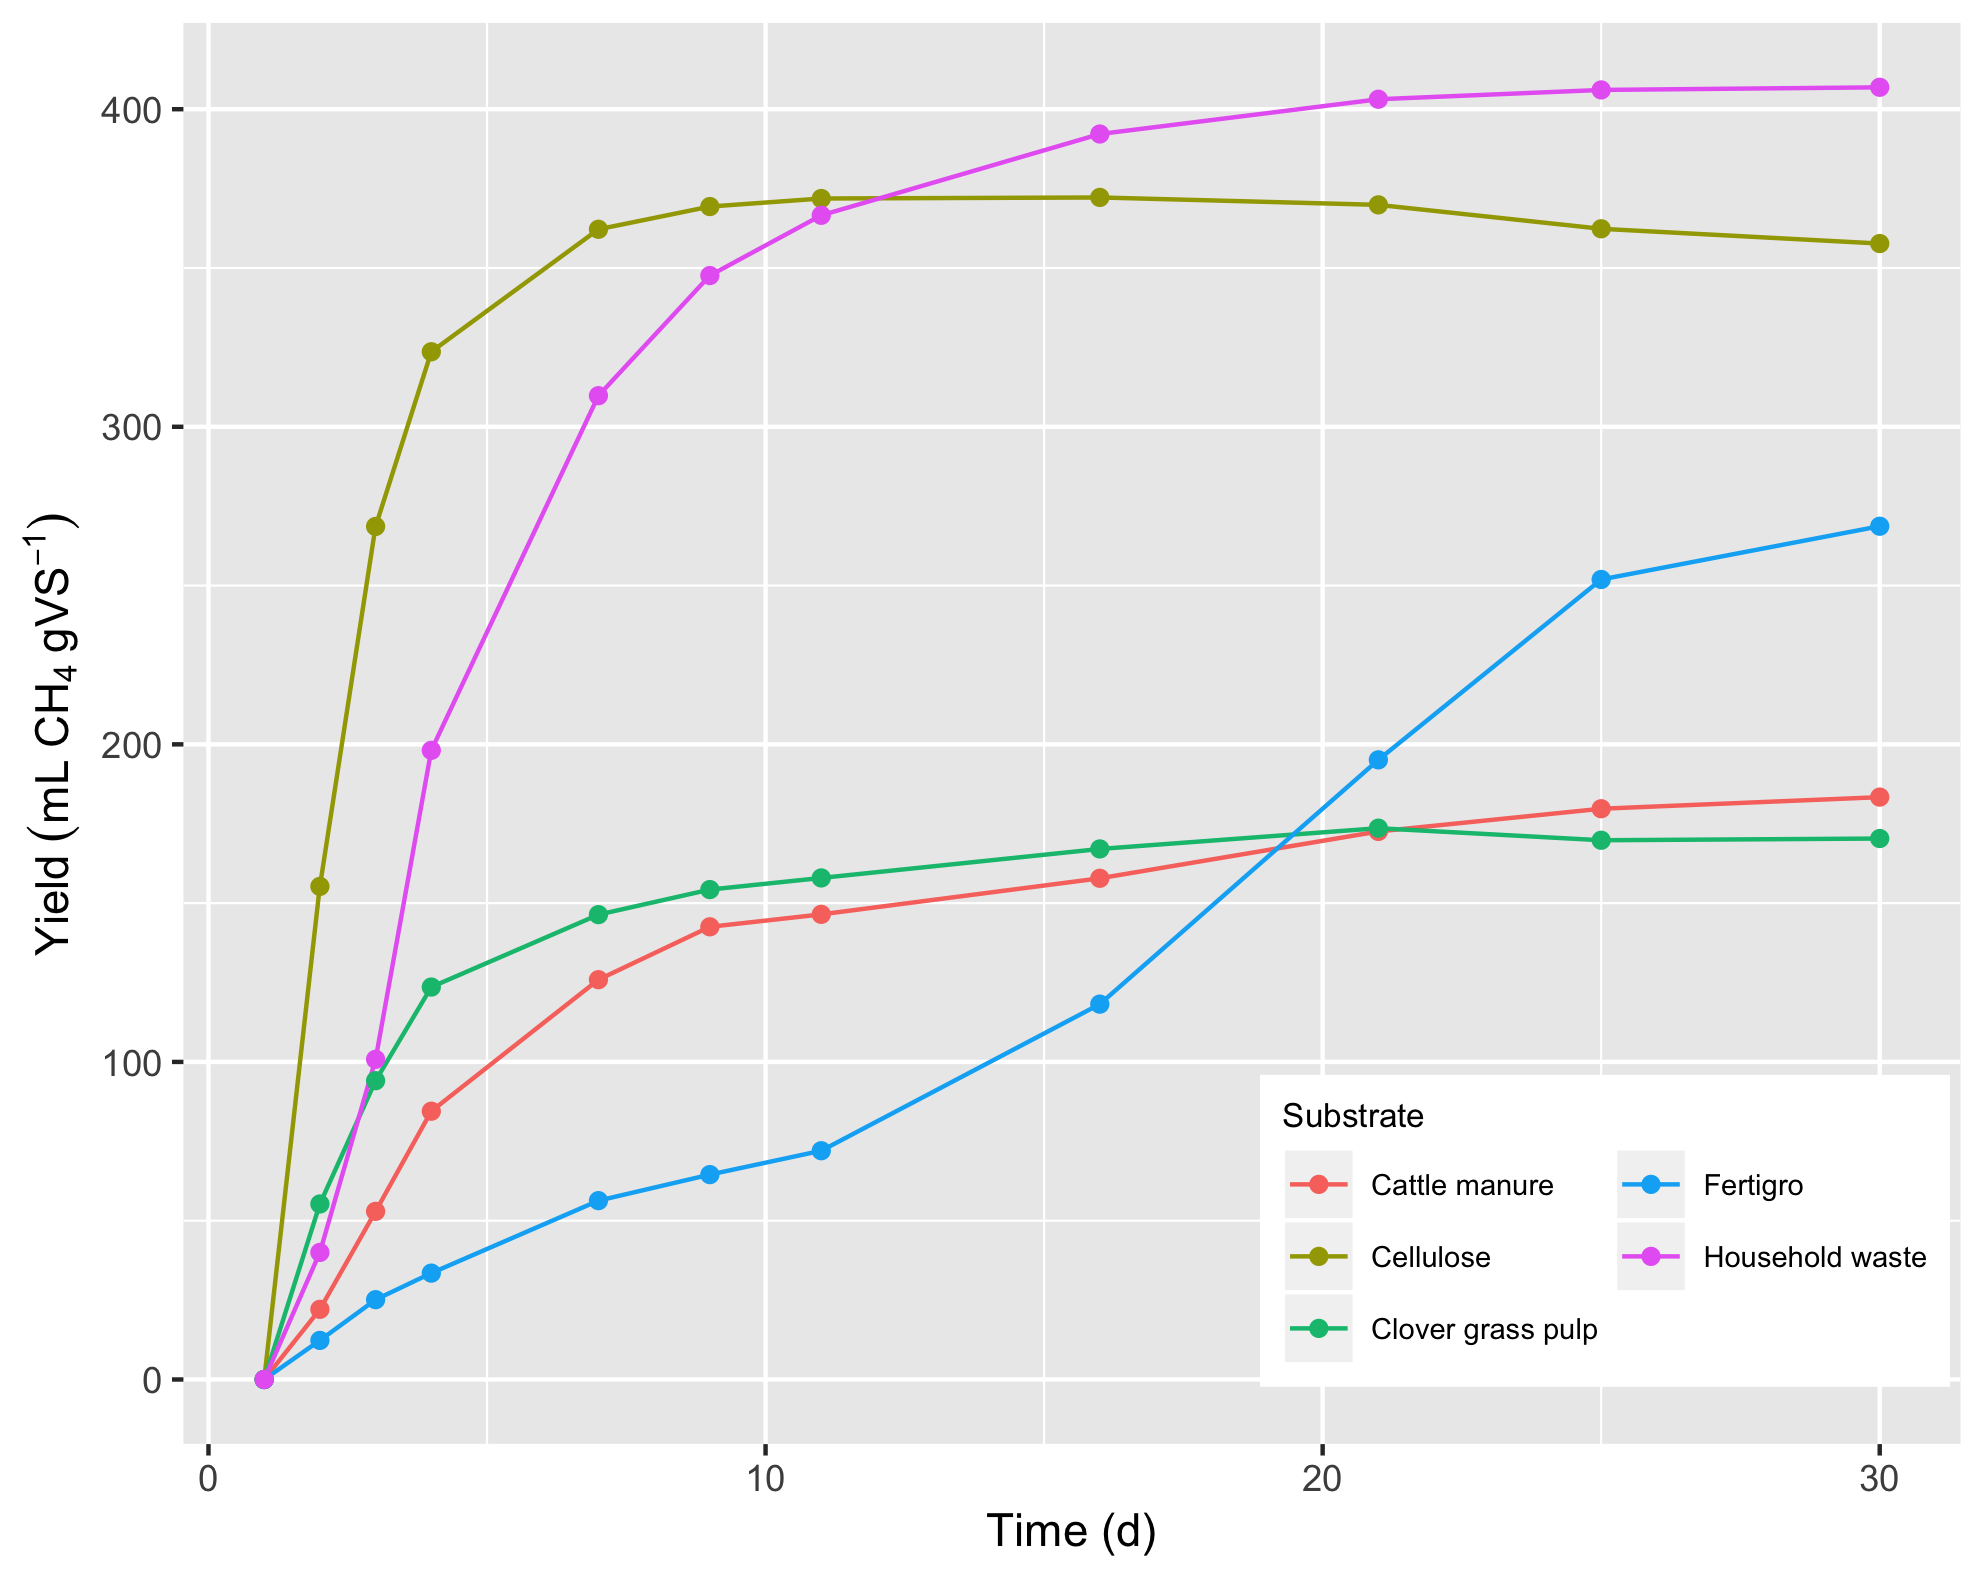 400
300
200
100
0
Yield (mL CH₄ gVS⁻¹)
0 10 20 30
Time (d)
Substrate
Cattle manure
Cellulose
Clover grass pulp
Fertigro
Household waste